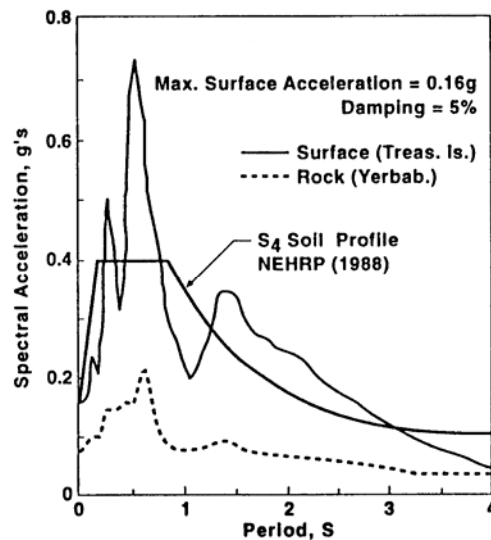 0.8
0.6
0.4
0.2
0
Spectral Acceleration, g's
Max. Surface Acceleration = 0.16g
Damping = 5%
Surface (Treas. Is.)
Rock (Yerbab.)
S4 Soil Profile
NEHRP (1988)
0 1 2 3 4
Period, S